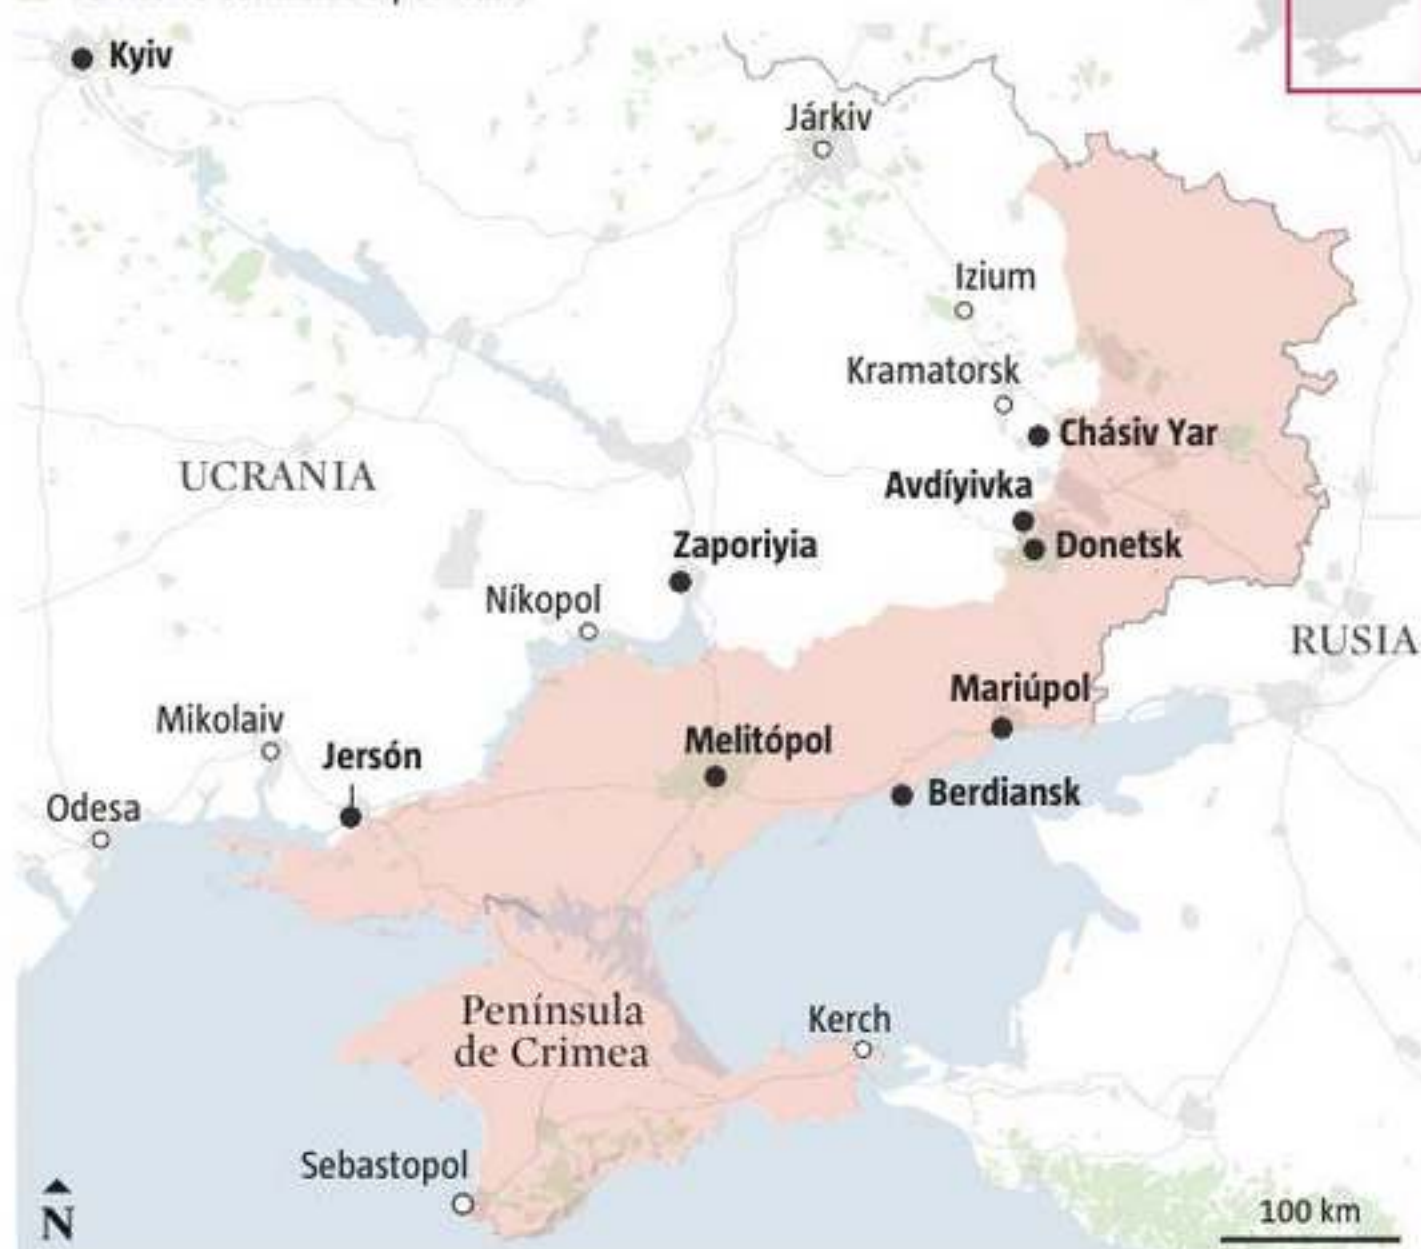 Kyiv
Járkiv
Izium
Kramatorsk
Chásiv Yar
UCRANIA
Avdíyivka
Zaporiyia
Donetsk
Níkopol
RUSIA
Mariúpol
Mikolaiv
Melitópol
Jersón
Berdiansk
Odesa
Península
de Crimea
Kerch
Sebastopol
N
100 km